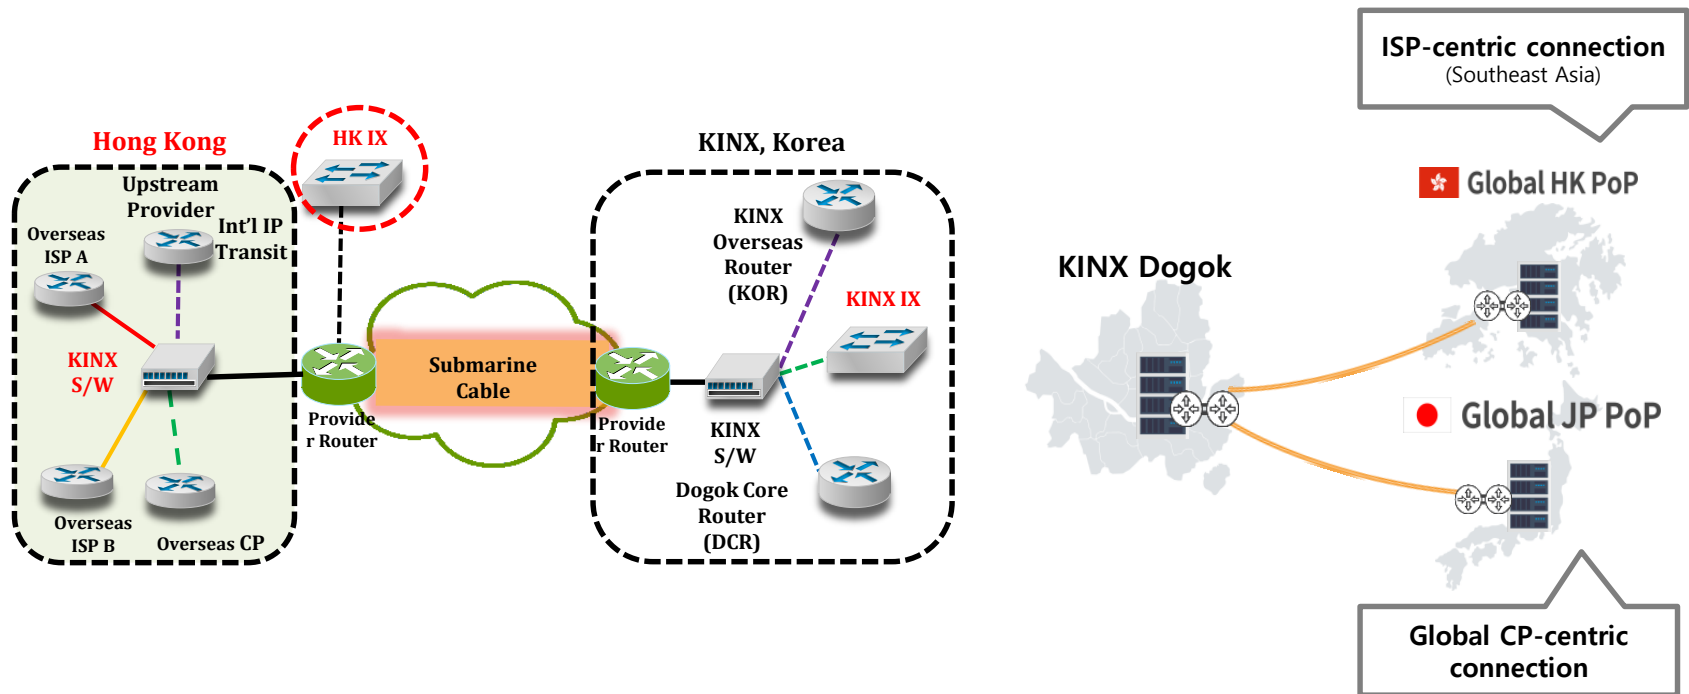 Hong Kong
HK IX
Upstream
Provider
Int'l IP
Transit
Overseas
ISP A
KINX
S/W
Overseas
ISP B
Overseas CP
Provide
r Router
Submarine
Cable
Provide
r Router
KINX, Korea
KINX
Overseas
Router
(KOR)
KINX IX
KINX
S/W
Dogok Core
Router
(DCR)
KINX Dogok
ISP-centric connection
(Southeast Asia)
Global HK PoP
Global JP PoP
Global CP-centric
connection